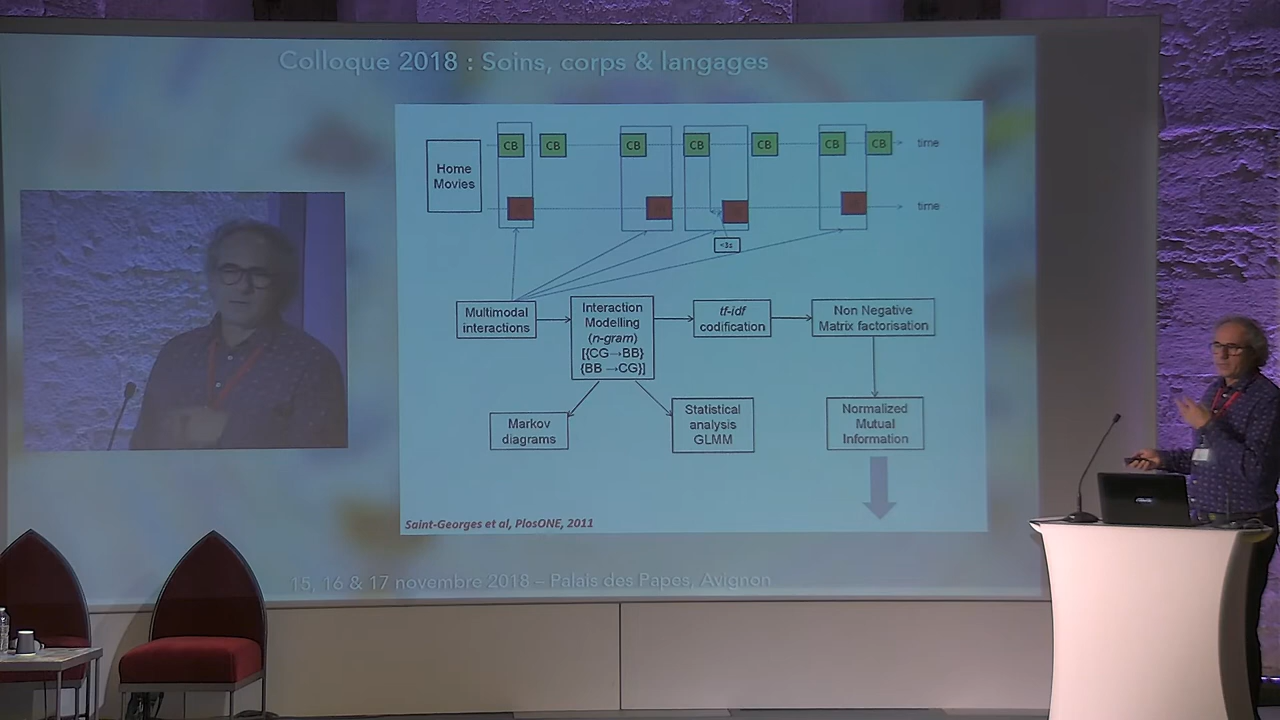 Colloque 2018 : Soins, corps & langages
CB CB CB CB CB CB CB time
Home
Movies
time
<3s
Multimodal
interactions
Interaction
Modelling
(n-gram)
[{CG→BB}
{BB →CG}]
tf-idf
codification
Non Negative
Matrix factorisation
Markov
diagrams
Statistical
analysis
GLMM
Normalized
Mutual
Information
Saint-Georges et al, PlosONE, 2011
15, 16 & 17 novembre 2018 – Palais des Papes, Avignon